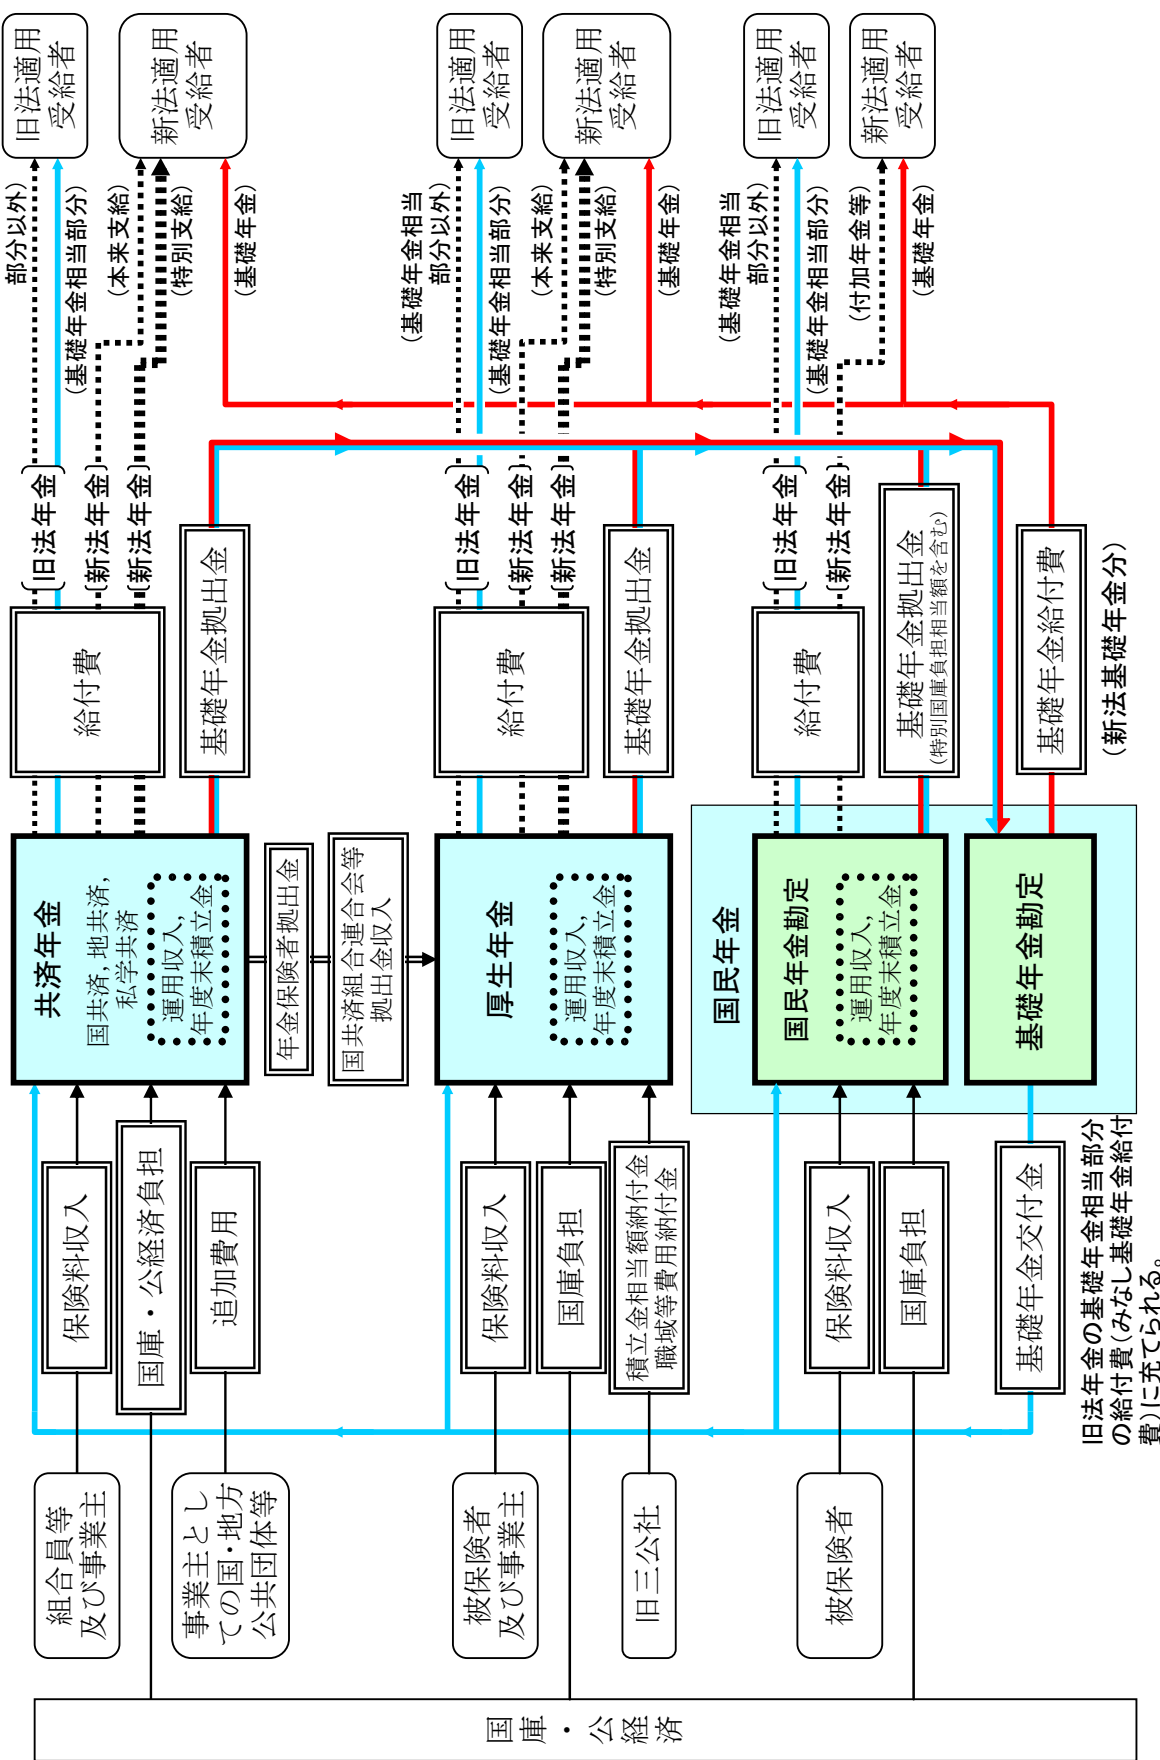 国庫・公経済
組合員等
及び事業主
事業主とし
ての国・地方
公共団体等
被保険者
及び事業主
旧三公社
被保険者
保険料収入
国庫・公経済負担
追加費用
保険料収入
国庫負担
積立金相当額納付金
職域等費用納付金
保険料収入
国庫負担
基礎年金交付金
旧法年金の基礎年金相当部分
の給付費(みなし基礎年金給付
費)に充てられる。
共済年金
国共済,地共済,
私学共済
運用収入,
年度末積立金
年金保険者拠出金
国共済組合連合会等
拠出金収入
厚生年金
運用収入,
年度末積立金
国民年金
国民年金勘定
運用収入,
年度末積立金
基礎年金勘定
給付費
基礎年金拠出金
給付費
基礎年金拠出金
給付費
基礎年金拠出金
(特別国庫負担相当額を含む)
基礎年金給付費
(新法基礎年金分)
(旧法年金)
(新法年金)
(新法年金)
(旧法年金)
(新法年金)
(新法年金)
(旧法年金)
(新法年金)
部分以外)
(基礎年金相当部分)
(本来支給)
(特別支給)
(基礎年金)
(基礎年金相当
部分以外)
(基礎年金相当部分)
(本来支給)
(特別支給)
(基礎年金)
(基礎年金相当
部分以外)
(基礎年金相当部分)
(付加年金等)
(基礎年金)
旧法適用
受給者
新法適用
受給者
旧法適用
受給者
新法適用
受給者
旧法適用
受給者
新法適用
受給者